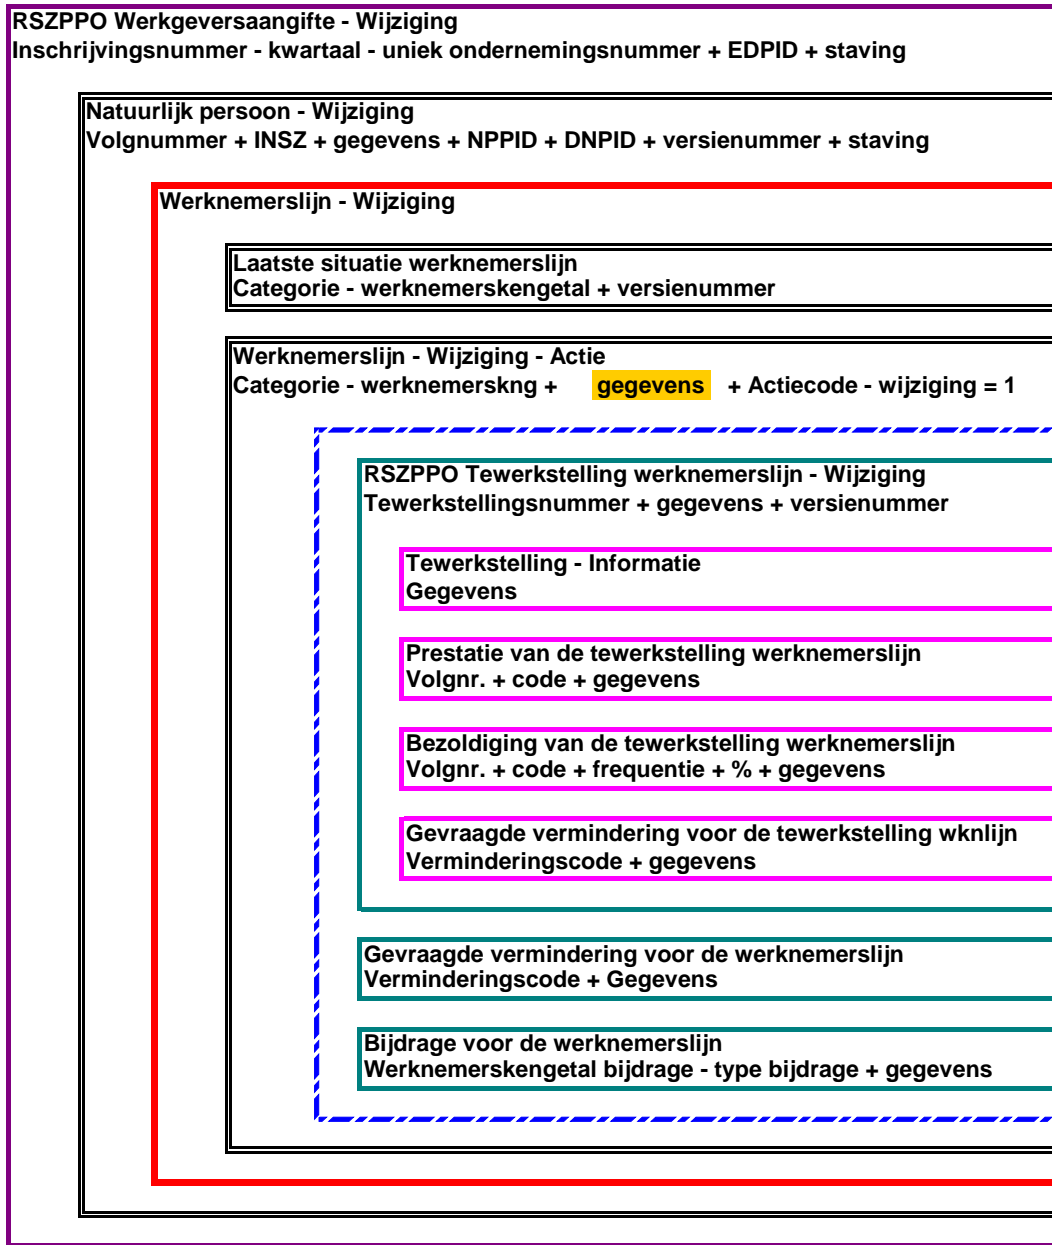 RSZPPO Werkgeversaangifte - Wijziging
Inschrijvingsnummer - kwartaal - uniek ondernemingsnummer + EDPID + staving
Natuurlijk persoon - Wijziging
Volgnummer + INSZ + gegevens + NPPID + DNPID + versienummer + staving
Werknemerslijn - Wijziging
Laatste situatie werknemerslijn
Categorie - werknemerskengetal + versienummer
Werknemerslijn - Wijziging - Actie
Categorie - werknemerskng + gegevens + Actiecode - wijziging = 1
RSZPPO Tewerkstelling werknemerslijn - Wijziging
Tewerkstellingsnummer + gegevens + versienummer
Tewerkstelling - Informatie
Gegevens
Prestatie van de tewerkstelling werknemerslijn
Volgnr. + code + gegevens
Bezoldiging van de tewerkstelling werknemerslijn
Volgnr. + code + frequentie + % + gegevens
Gevraagde vermindering voor de tewerkstelling wknlijn
Verminderingscode + gegevens
Gevraagde vermindering voor de werknemerslijn
Verminderingscode + Gegevens
Bijdrage voor de werknemerslijn
Werknemerskengetal bijdrage - type bijdrage + gegevens